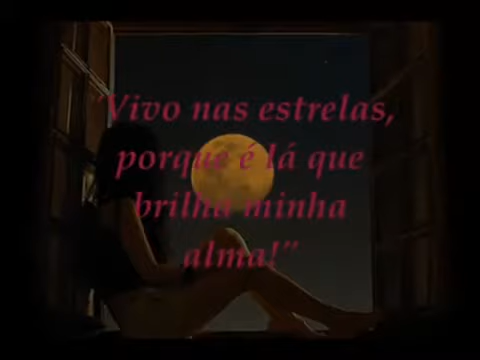 "Vivo nas estrelas,
porque é lá que
brilha minha
alma!"